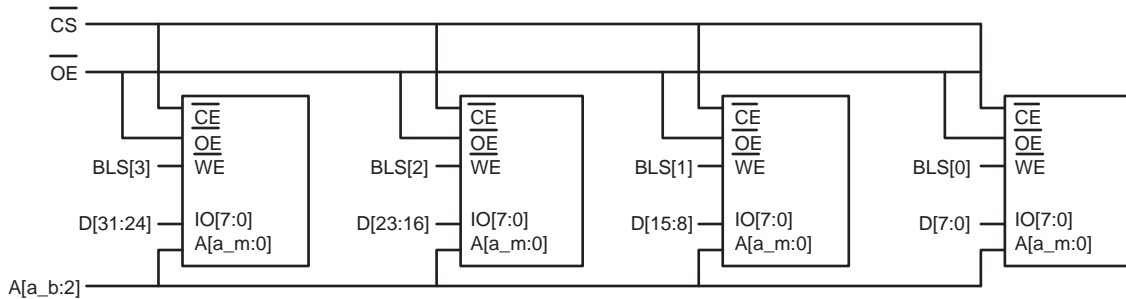 CS
OE
CE
OE
BLS[3] WE
D[31:24] IO[7:0]
A[a_m:0]
CE
OE
BLS[2] WE
D[23:16] IO[7:0]
A[a_m:0]
CE
OE
BLS[1] WE
D[15:8] IO[7:0]
A[a_m:0]
CE
OE
BLS[0] WE
D[7:0] IO[7:0]
A[a_m:0]
A[a_b:2]